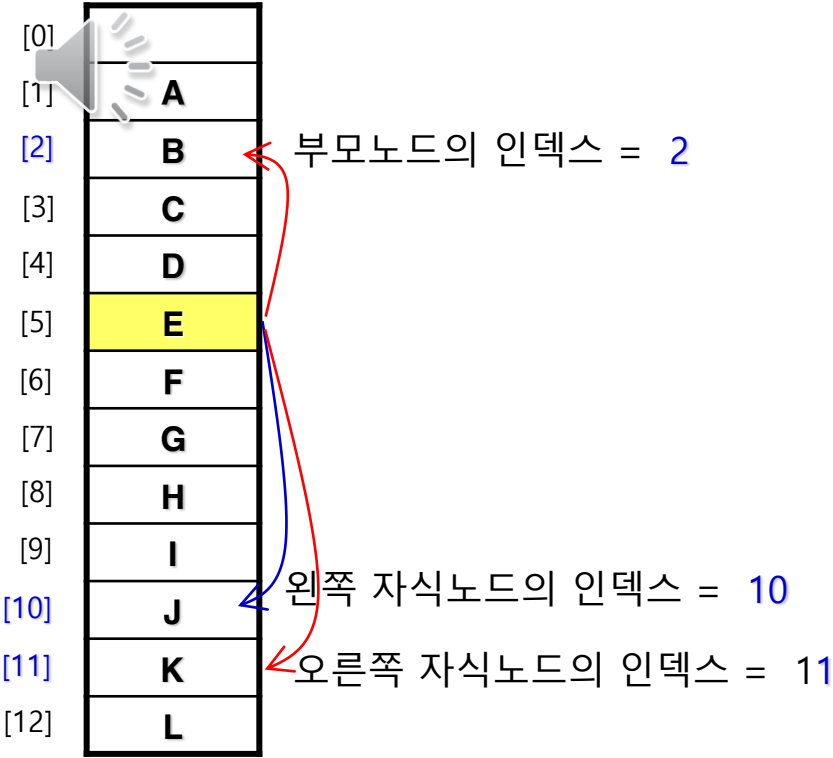 [0]
[1] A
[2] B 부모노드의 인덱스 = 2
[3] C
[4] D
[5] E
[6] F
[7] G
[8] H
[9] I
[10] J 왼쪽 자식노드의 인덱스 = 10
[11] K 오른쪽 자식노드의 인덱스 = 11
[12] L